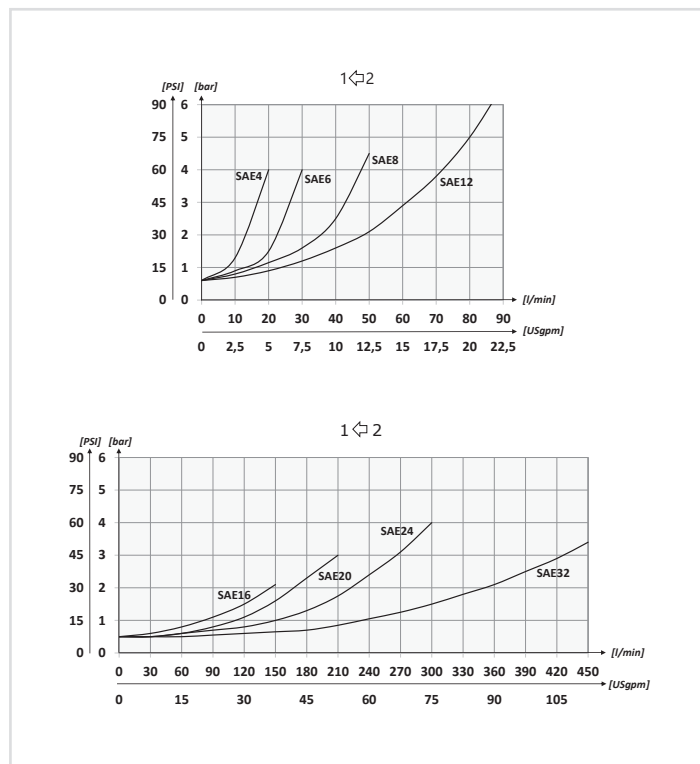 1⇦2
[PSI] [bar]
90 6
75 5
60 4
45 3
30 2
15 1
0 0
SAE4
SAE6
SAE8
SAE12
[l/min]
0 10 20 30 40 50 60 70 80 90
[USgpm]
0 2,5 5 7,5 10 12,5 15 17,5 20 22,5
1⇦2
[PSI] [bar]
90 6
75 5
60 4
45 3
30 2
15 1
0 0
SAE16
SAE20
SAE24
SAE32
[l/min]
0 30 60 90 120 150 180 210 240 270 300 330 360 390 420 450
[USgpm]
0 15 30 45 60 75 90 105